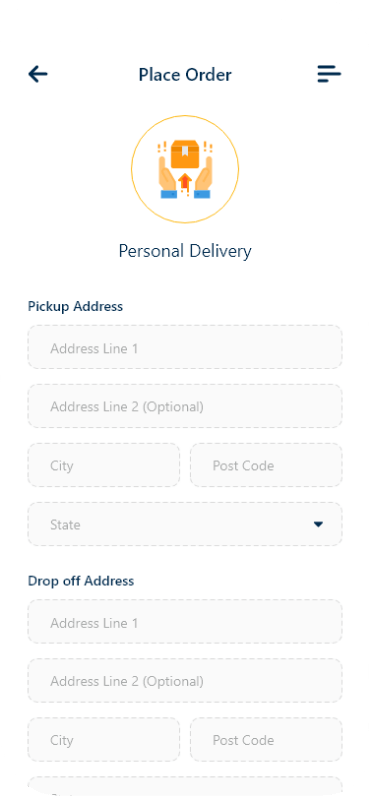 Place Order
Personal Delivery
Pickup Address
Address Line 1
Address Line 2 (Optional)
City Post Code
State
Drop off Address
Address Line 1
Address Line 2 (Optional)
City Post Code